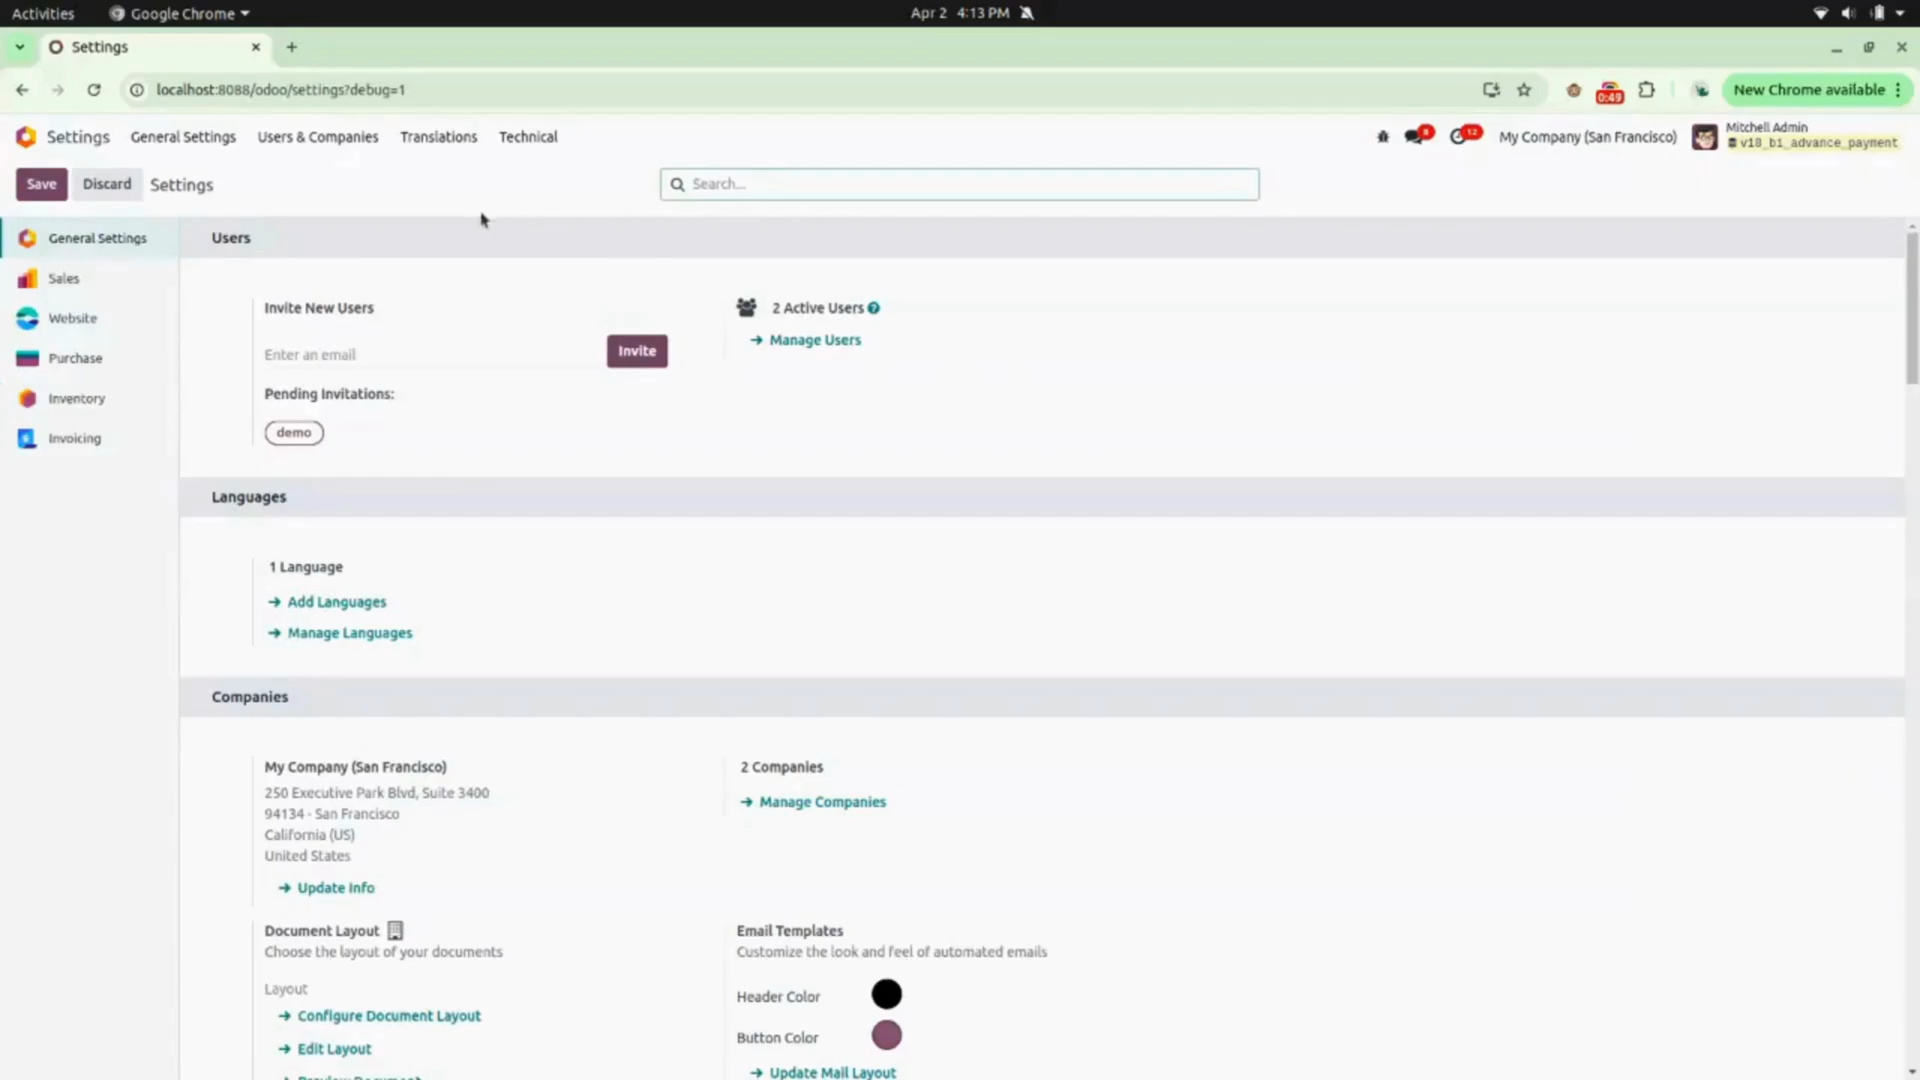 Activities Google Chrome Apr 2 4:13 PM
Settings
localhost:8088/odoo/settings?debug=1 0:49 New Chrome available
Settings General Settings Users & Companies Translations Technical 12 My Company (San Francisco) Mitchell Admin
v18_bi_advance_payment
Save Discard Settings Search...
General Settings
Sales
Website
Purchase
Inventory
Invoicing
Users
Invite New Users 2 Active Users
Manage Users
Enter an email Invite
Pending Invitations:
demo
Languages
1 Language
Add Languages
Manage Languages
Companies
My Company (San Francisco) 2 Companies
250 Executive Park Blvd, Suite 3400 Manage Companies
94134 - San Francisco
California (US)
United States
Update Info
Document Layout Email Templates
Choose the layout of your documents Customize the look and feel of automated emails
Layout Header Color
Configure Document Layout
Button Color
Edit Layout
Update Mail Layout
Preview Document